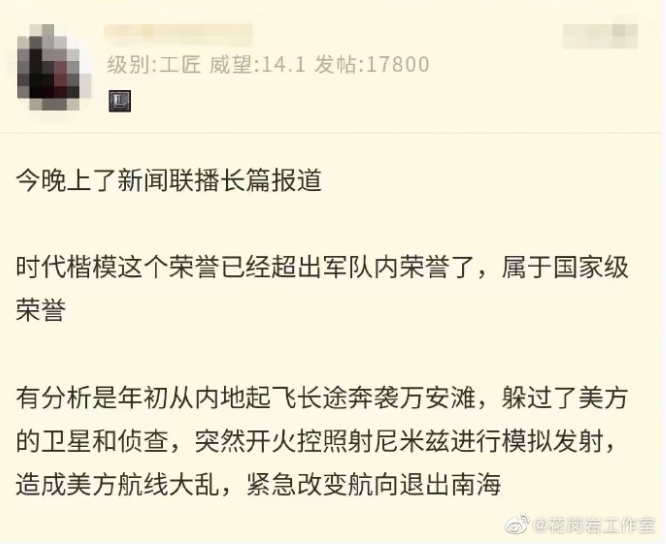 级别:工匠 威望:14.1 发帖:17800
今晚上了新闻联播长篇报道
时代楷模这个荣誉已经超出军队内荣誉了，属于国家级
荣誉
有分析是年初从内地起飞长途奔袭万安滩，躲过了美方
的卫星和侦查，突然开火控照射尼米兹进行模拟发射，
造成美方航线大乱，紧急改变航向退出南海
@花岗岩工作室